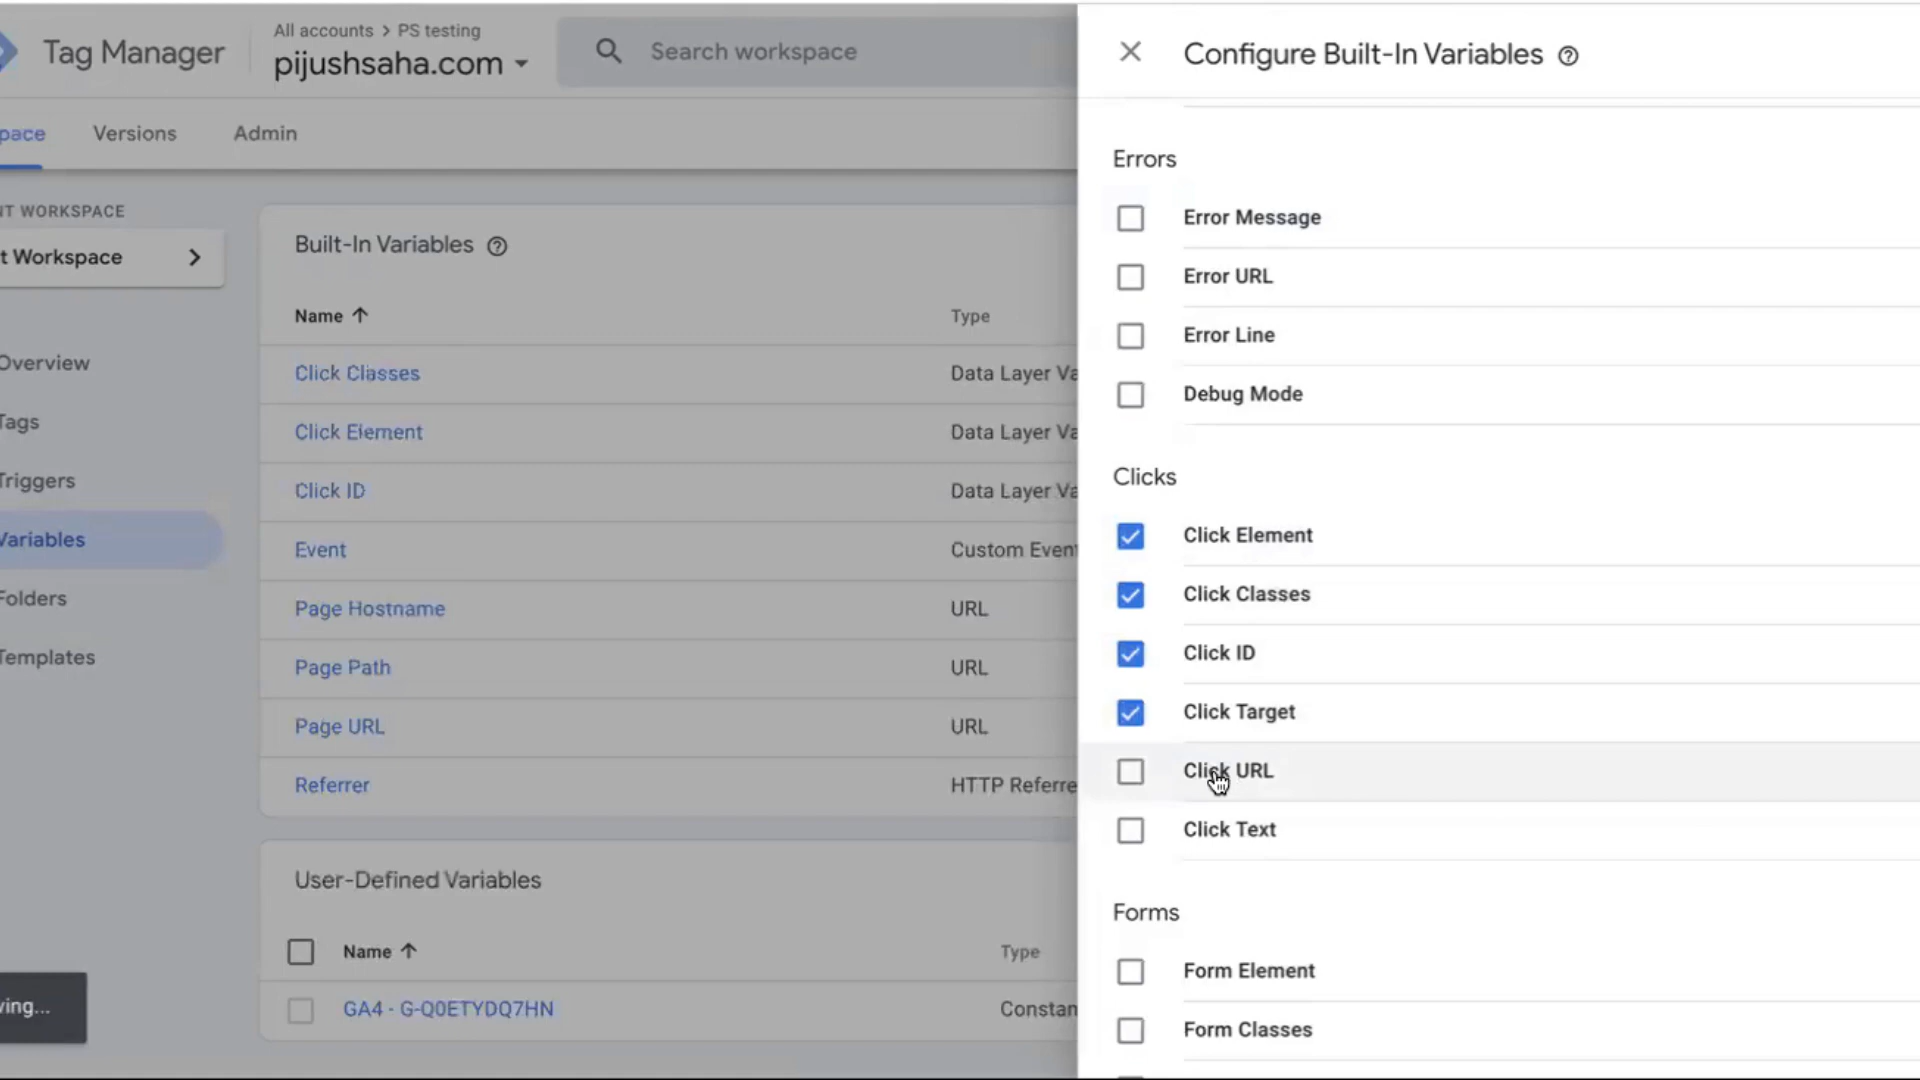 Tag Manager
All accounts > PS testing
pijushsaha.com
Search workspace
pace
Versions
Admin
NT WORKSPACE
t Workspace
Overview
Tags
Triggers
Variables
Folders
Templates
ving...
Built-In Variables
Name
Type
Click Classes
Data Layer Va
Click Element
Data Layer Va
Click ID
Data Layer Va
Event
Custom Event
Page Hostname
URL
Page Path
URL
Page URL
URL
Referrer
HTTP Referre
User-Defined Variables
Name
Type
GA4 - G-Q0ETYDQ7HN
Constan
Configure Built-In Variables
Errors
Error Message
Error URL
Error Line
Debug Mode
Clicks
Click Element
Click Classes
Click ID
Click Target
Click URL
Click Text
Forms
Form Element
Form Classes